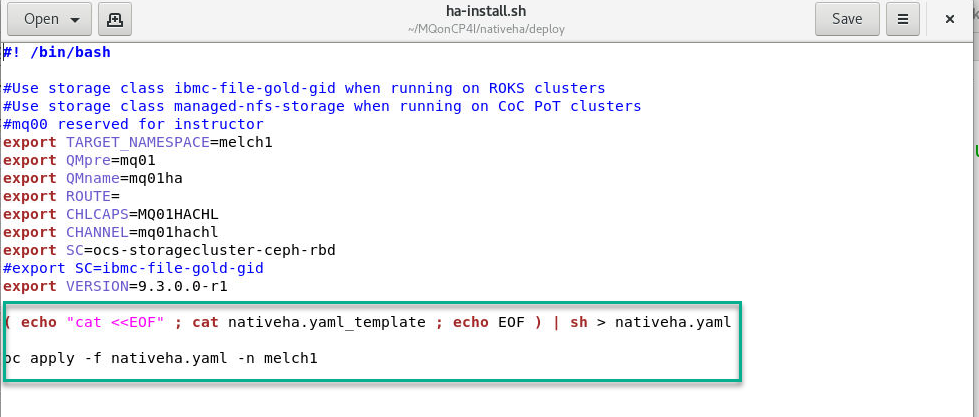 Open
ha-install.sh
~/MQonCP4I/nativeha/deploy
Save
#! /bin/bash
#Use storage class ibmc-file-gold-gid when running on ROKS clusters
#Use storage class managed-nfs-storage when running on CoC PoT clusters
#mq00 reserved for instructor
export TARGET_NAMESPACE=melch1
export QMpre=mq01
export QMname=mq01ha
export ROUTE=
export CHLCAPS=MQ01HACHL
export CHANNEL=mq01hachl
export SC=ocs-storagecluster-ceph-rbd
#export SC=ibmc-file-gold-gid
export VERSION=9.3.0.0-r1
( echo "cat <<EOF" ; cat nativeha.yaml_template ; echo EOF ) | sh > nativeha.yaml
oc apply -f nativeha.yaml -n melch1